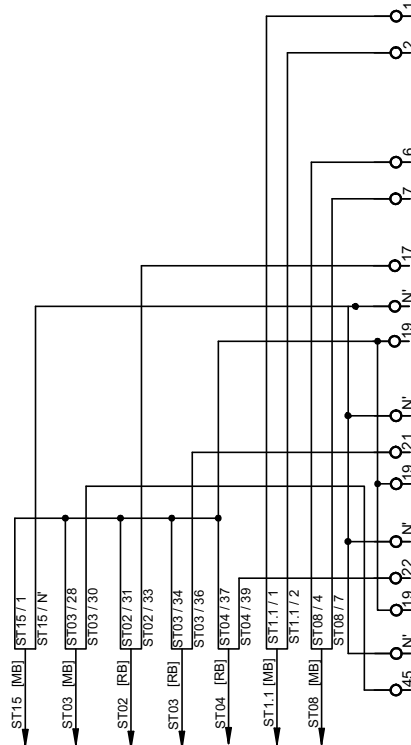 1
2
6
7
17
N'
19
N'
21
19
N'
22
19
N'
45
ST15 / 1
ST15 / N'
ST03 / 28
ST03 / 30
ST02 / 31
ST02 / 33
ST03 / 34
ST03 / 36
ST04 / 37
ST04 / 39
ST1.1 / 1
ST1.1 / 2
ST08 / 4
ST08 / 7
ST15 [MB]
ST03 [MB]
ST02 [RB]
ST03 [RB]
ST04 [RB]
ST1.1 [MB]
ST08 [MB]